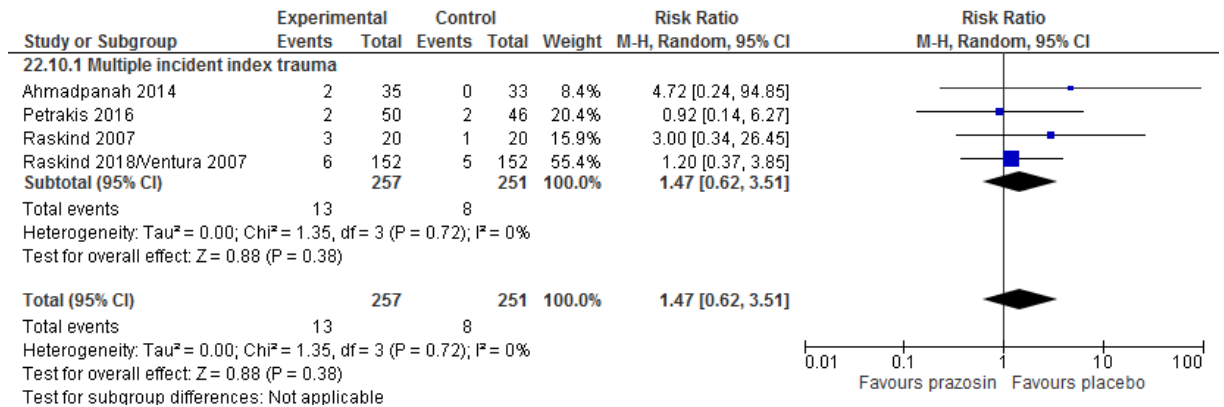 Experimental Control Risk Ratio Risk Ratio
Study or Subgroup Events Total Events Total Weight M-H, Random, 95% CI M-H, Random, 95% CI
22.10.1 Multiple incident index trauma
Ahmadpanah 2014 2 35 0 33 8.4% 4.72 [0.24, 94.85]
Petrakis 2016 2 50 2 46 20.4% 0.92 [0.14, 6.27]
Raskind 2007 3 20 1 20 15.9% 3.00 [0.34, 26.45]
Raskind 2018/Ventura 2007 6 152 5 152 55.4% 1.20 [0.37, 3.85]
Subtotal (95% CI) 257 251 100.0% 1.47 [0.62, 3.51]
Total events 13 8
Heterogeneity: Tau² = 0.00; Chi² = 1.35, df = 3 (P = 0.72); I² = 0%
Test for overall effect: Z = 0.88 (P = 0.38)
Total (95% CI) 257 251 100.0% 1.47 [0.62, 3.51]
Total events 13 8
Heterogeneity: Tau² = 0.00; Chi² = 1.35, df = 3 (P = 0.72); I² = 0%
Test for overall effect: Z = 0.88 (P = 0.38)
Test for subgroup differences: Not applicable
0.01 0.1 1 10 100
Favours prazosin Favours placebo